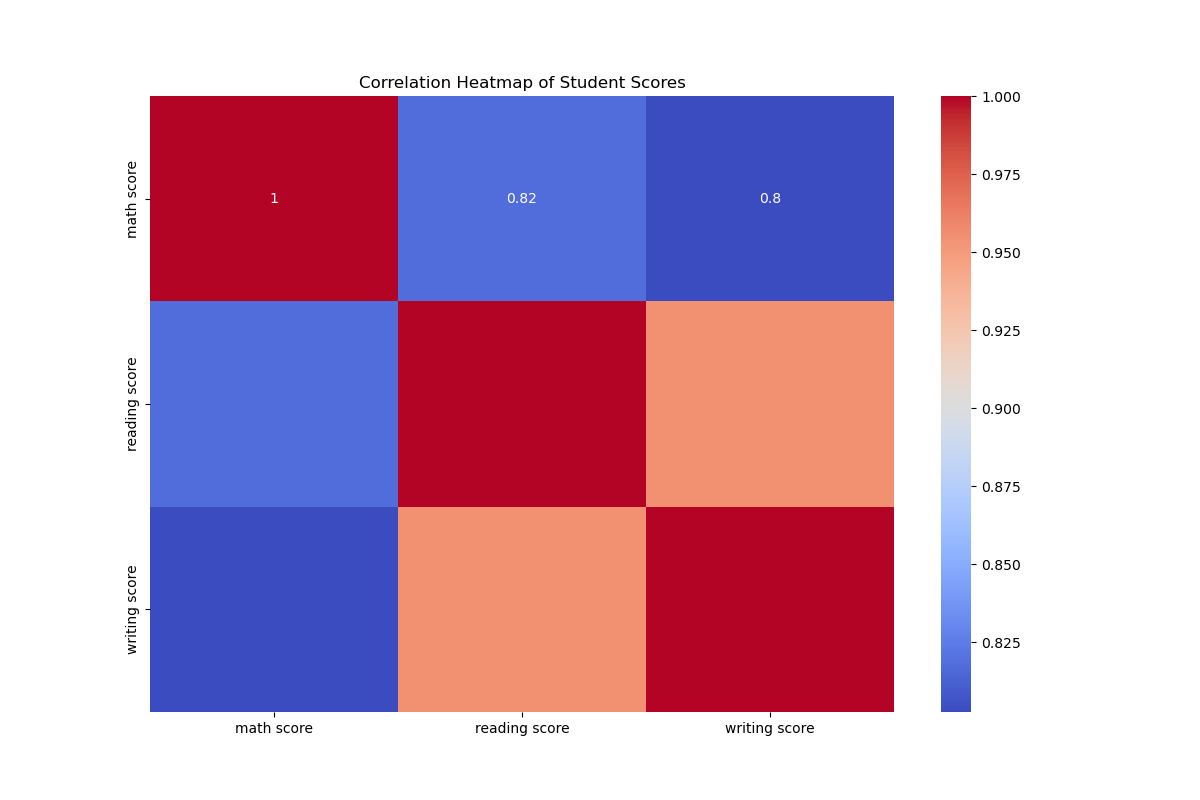 Correlation Heatmap of Student Scores
math score
reading score
writing score
1
0.82
0.8
math score
reading score
writing score
1.000
0.975
0.950
0.925
0.900
0.875
0.850
0.825